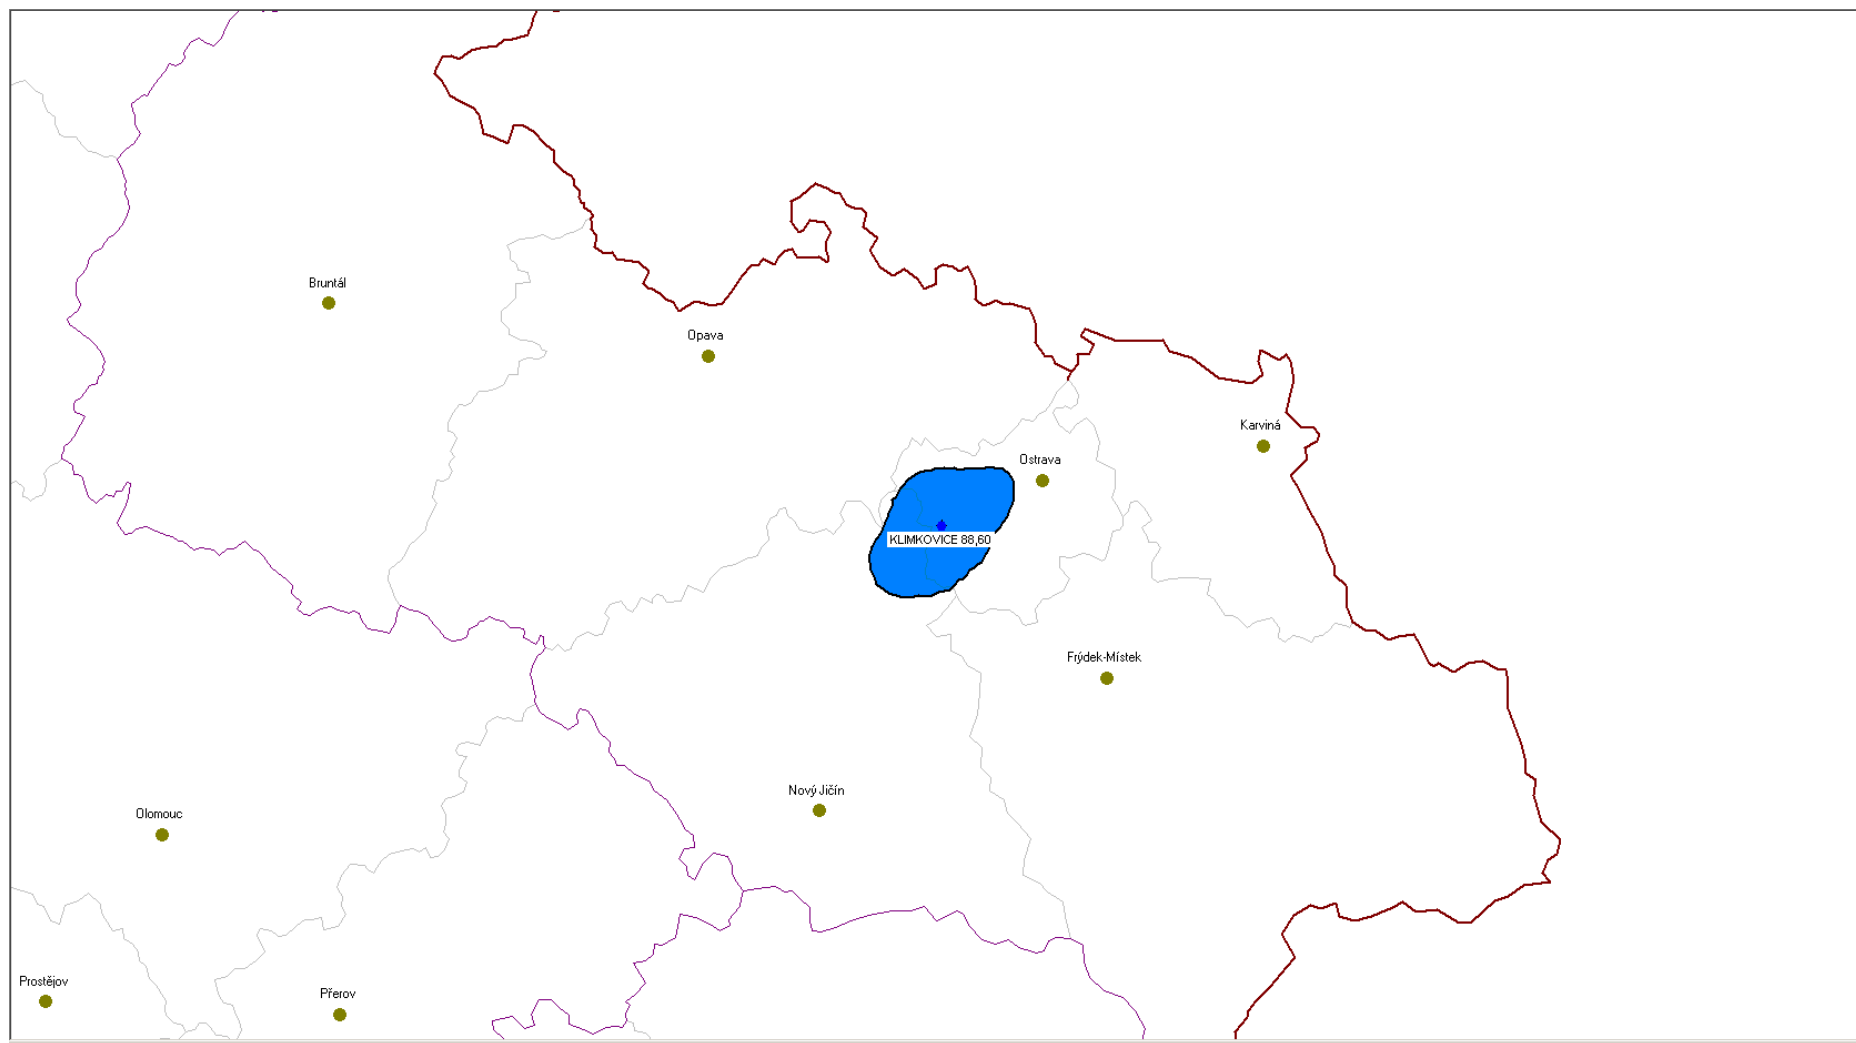 Bruntál
Opava
Karviná
Ostrava
KLIMKOVICE 88,60
Frýdek-Místek
Nový Jičín
Olomouc
Prostějov
Přerov